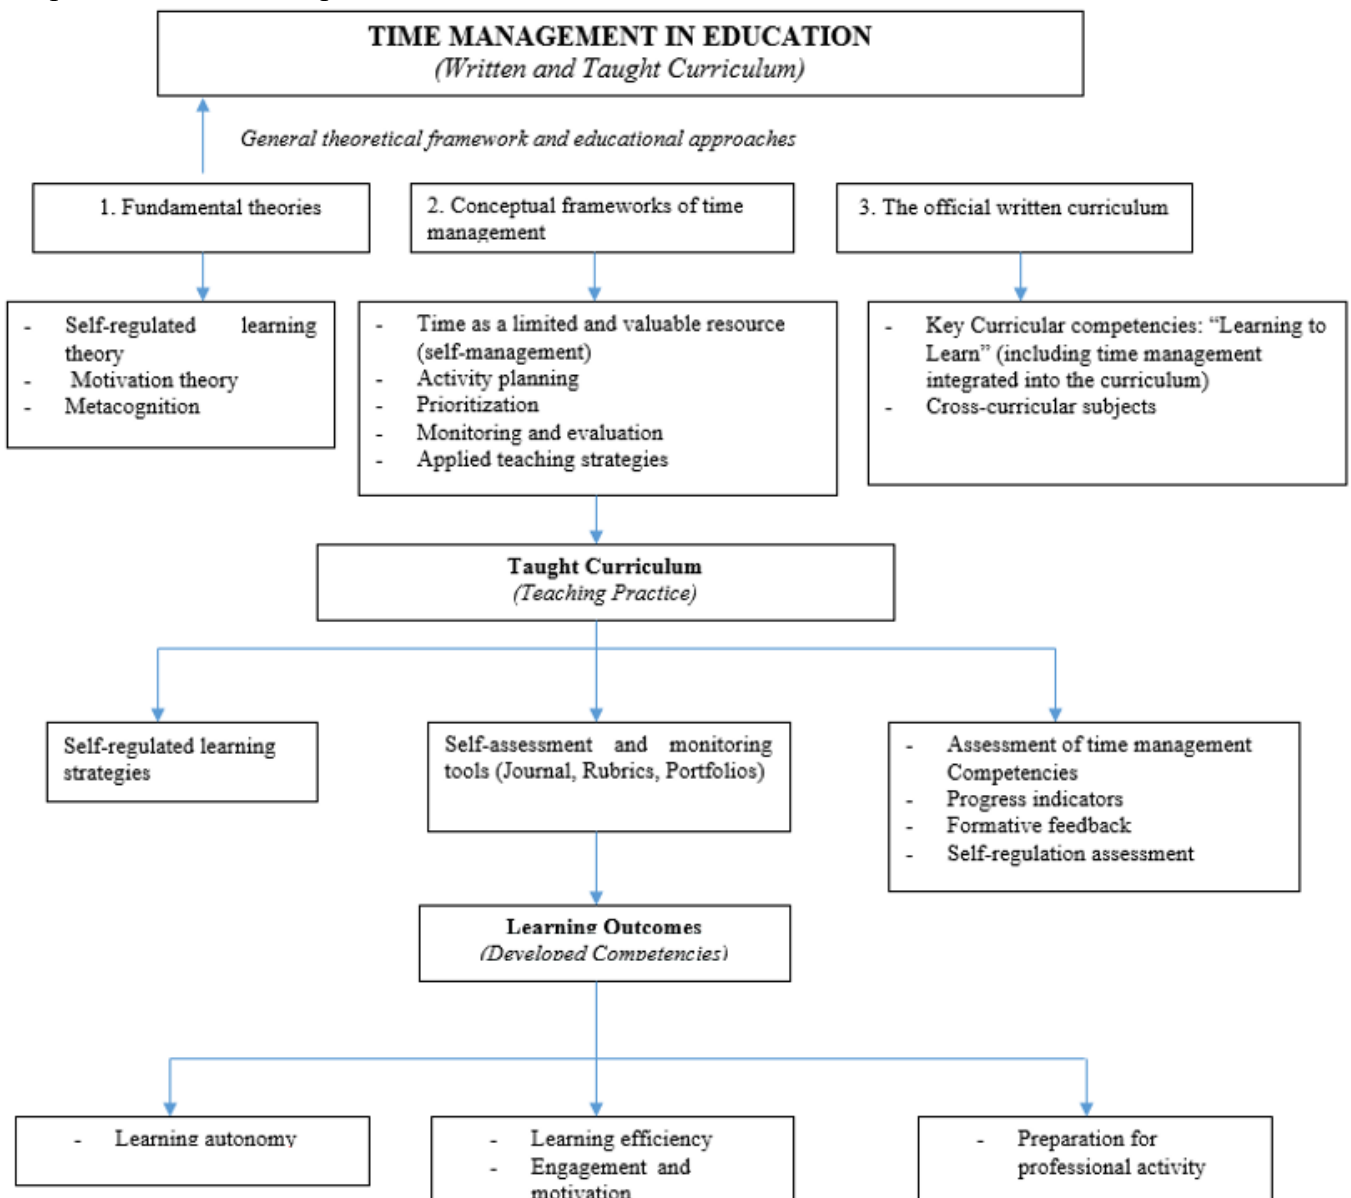 TIME MANAGEMENT IN EDUCATION
(Written and Taught Curriculum)
General theoretical framework and educational approaches
1. Fundamental theories
2. Conceptual frameworks of time
management
3. The official written curriculum
- Self-regulated learning
theory
- Motivation theory
- Metacognition
- Time as a limited and valuable resource
(self-management)
- Activity planning
- Prioritization
- Monitoring and evaluation
- Applied teaching strategies
- Key Curricular competencies: “Learning to
Learn” (including time management
integrated into the curriculum)
- Cross-curricular subjects
Taught Curriculum
(Teaching Practice)
Self-regulated learning
strategies
Self-assessment and monitoring
tools (Journal, Rubrics, Portfolios)
- Assessment of time management
Competencies
- Progress indicators
- Formative feedback
- Self-regulation assessment
Learning Outcomes
(Developed Competencies)
- Learning autonomy
- Learning efficiency
- Engagement and
motivation
- Preparation for
professional activity